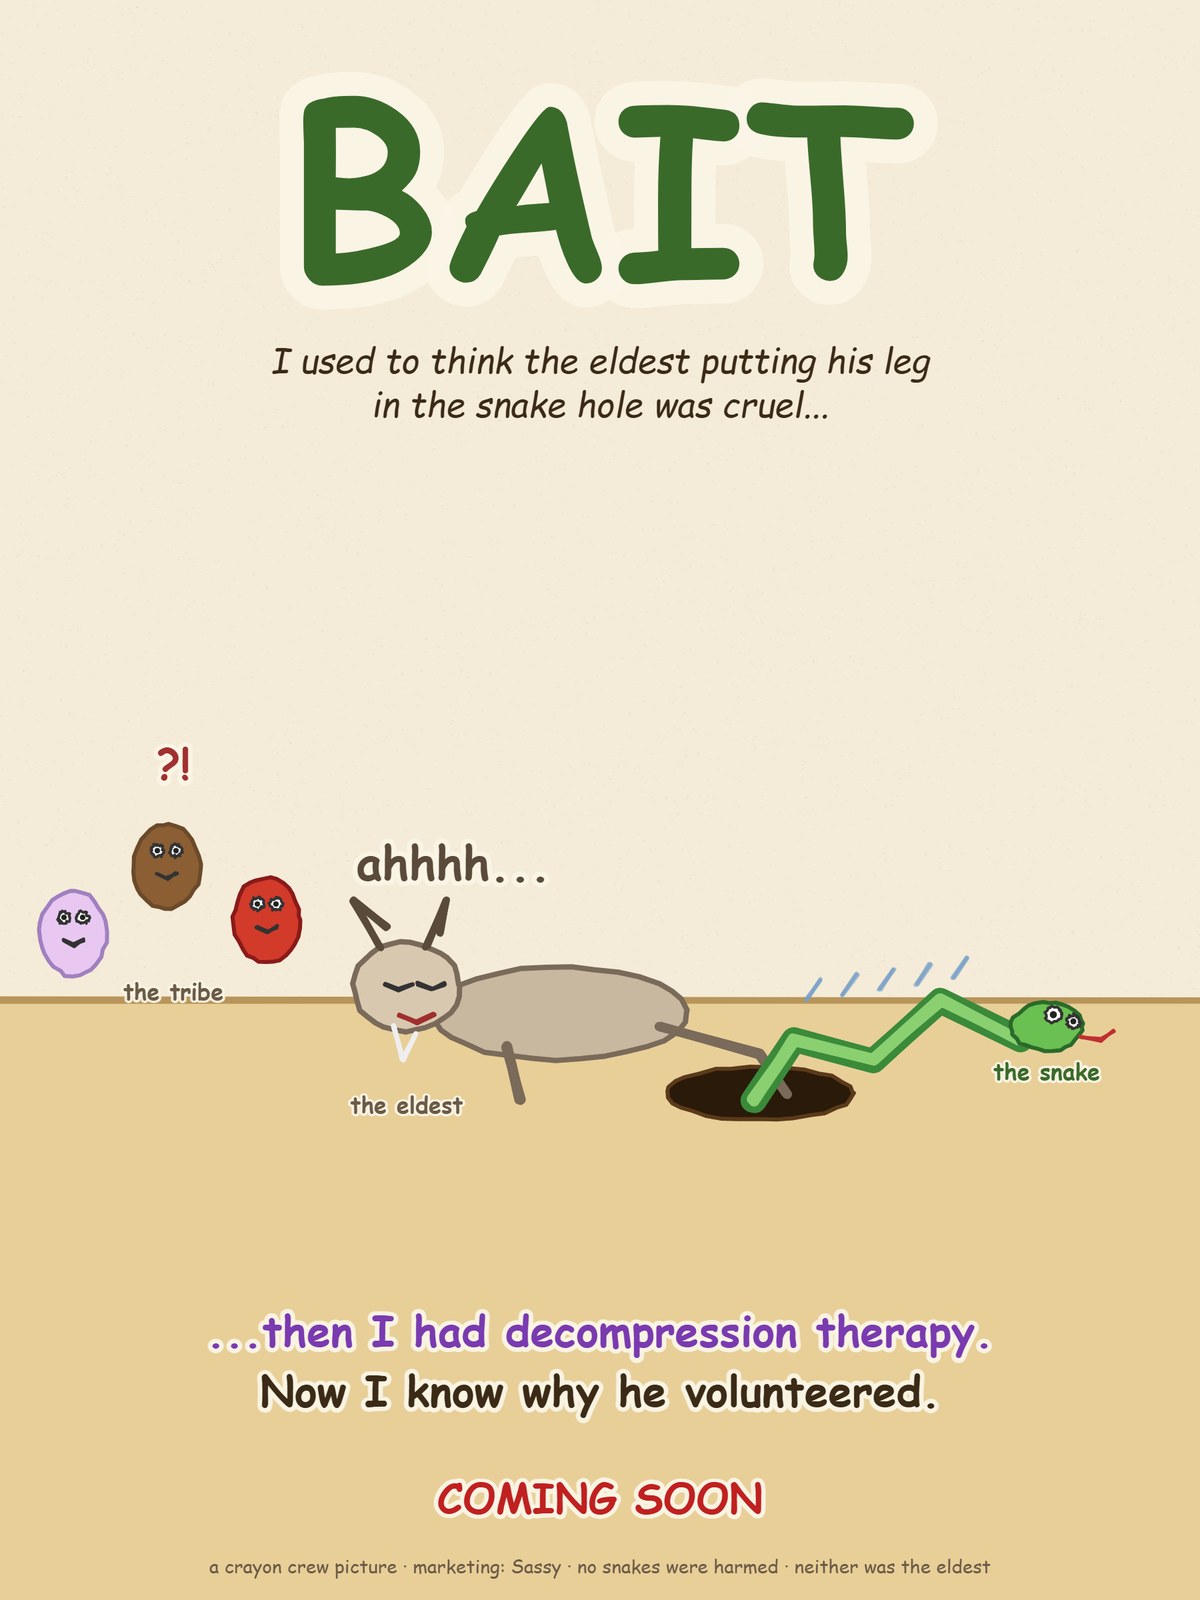 BAIT
I used to think the eldest putting his leg
in the snake hole was cruel...
?!
ahhhh...
the tribe
the snake
the eldest
...then I had decompression therapy.
Now I know why he volunteered.
COMING SOON
a crayon crew picture · marketing: Sassy · no snakes were harmed · neither was the eldest